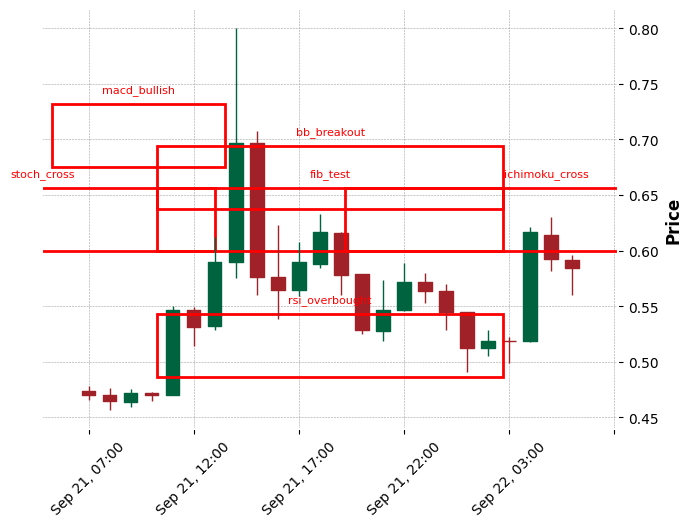 macd_bullish
bb_breakout
stoch_cross
fib_test
ichimoku_cross
rsi_overbought
0.80
0.75
0.70
0.65
0.60
0.55
0.50
0.45
Price
Sep 21, 07:00
Sep 21, 12:00
Sep 21, 17:00
Sep 21, 22:00
Sep 22, 03:00